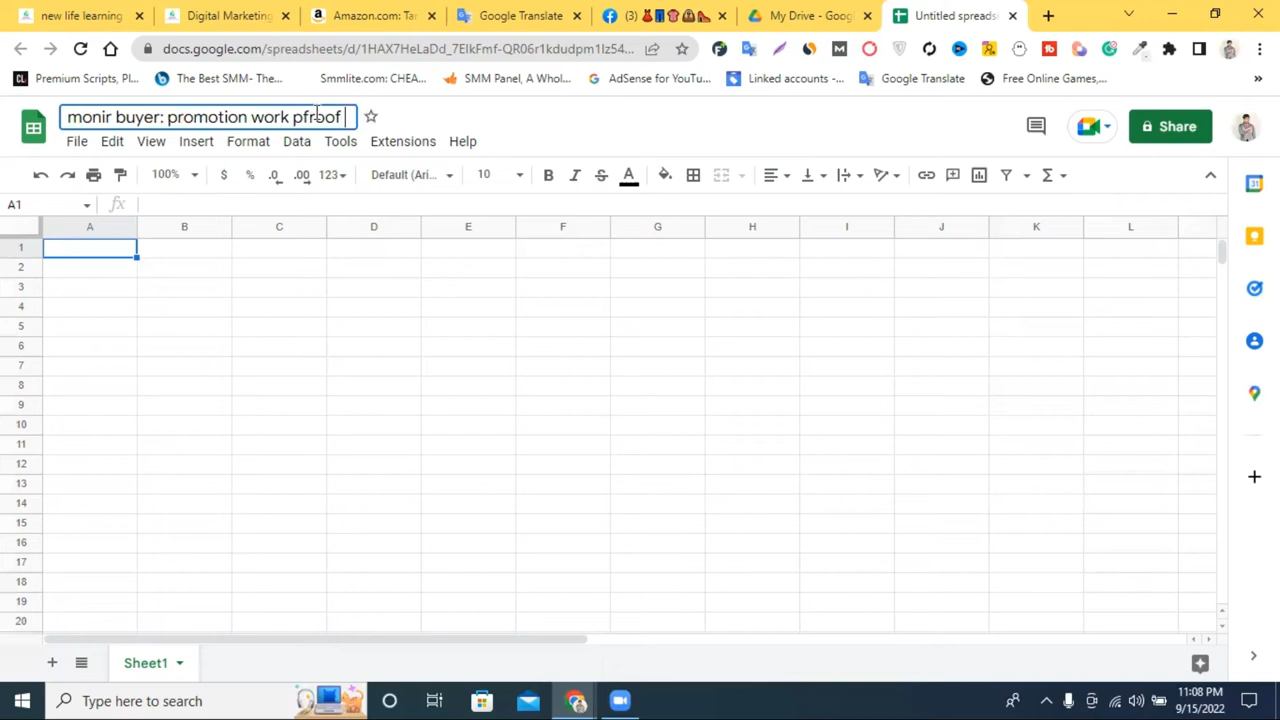 new life learning
Digital Marketing
Amazon.com: Tar
Google Translate
(3)
My Drive - Goog
Untitled spreads
docs.google.com/spreadsheets/d/1HAX7HeLaDd_7ElkFmf-QR06r1kdudpm1Iz54...
Premium Scripts, Pl...
The Best SMM- The...
Smmlite.com: CHEA...
SMM Panel, A Whol...
AdSense for YouTu...
Linked accounts -...
Google Translate
Free Online Games,...
monir buyer: promotion work pfroof
Share
File Edit View Insert Format Data Tools Extensions Help
100% $ % .0 .00 123 Default (Ari... 10 B I S A Σ
A1 fx
A B C D E F G H I J K L
1
2
3
4
5
6
7
8
9
10
11
12
13
14
15
16
17
18
19
20
Sheet1
Type here to search
11:08 PM
9/15/2022